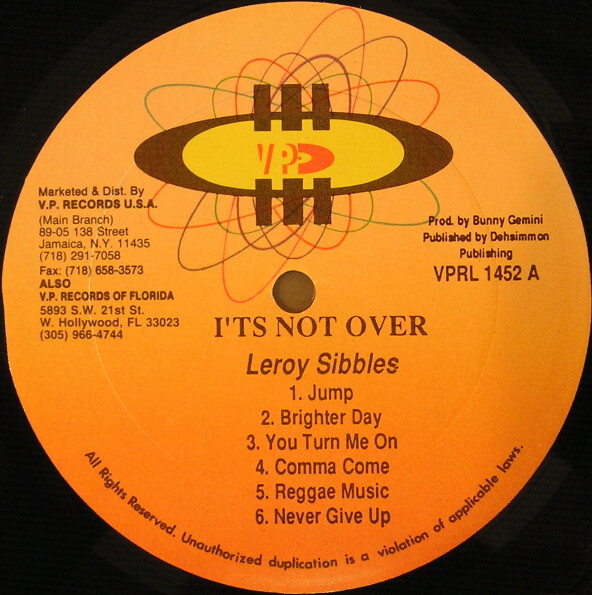 VP
Marketed & Dist. By
V.P. RECORDS U.S.A.
(Main Branch)
89-05 138 Street
Jamaica, N.Y. 11435
(718) 291-7058
Fax: (718) 658-3573
ALSO
V.P. RECORDS OF FLORIDA
5893 S.W. 21st St.
W. Hollywood, FL 33023
(305) 966-4744
Prod. by Bunny Gemini
Published by Dehsimmon
Publishing
VPRL 1452 A
I'TS NOT OVER
Leroy Sibbles
1. Jump
2. Brighter Day
3. You Turn Me On
4. Comma Come
5. Reggae Music
6. Never Give Up
All Rights Reserved. Unauthorized duplication is a violation of applicable laws.